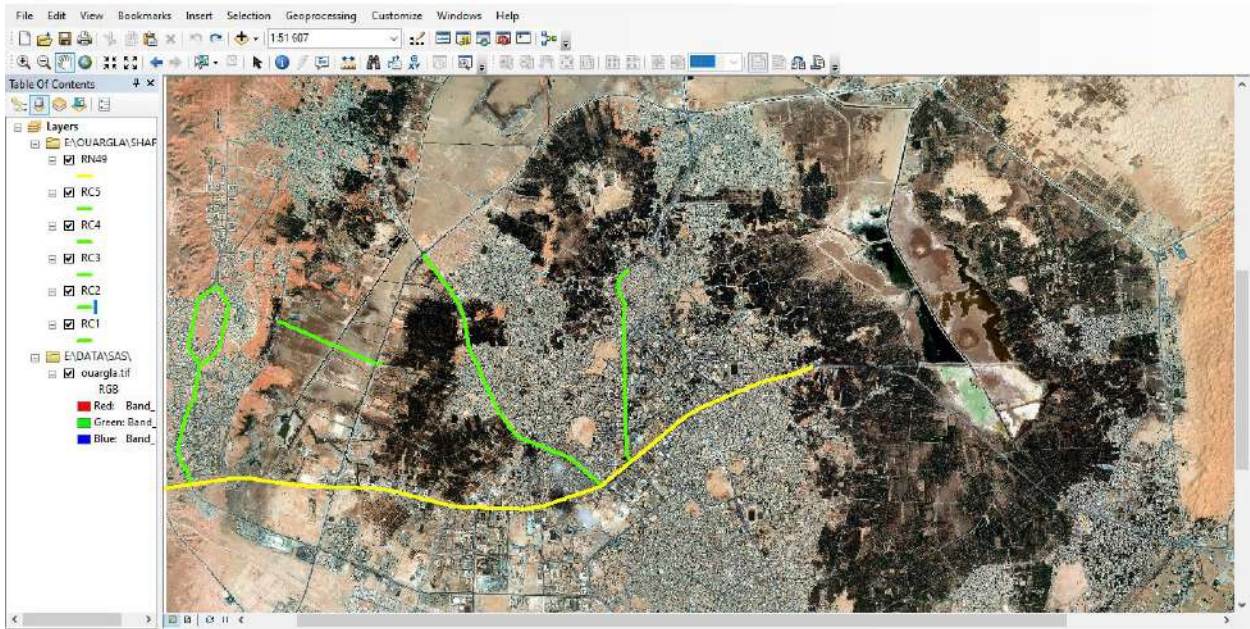 File Edit View Bookmarks Insert Selection Geoprocessing Customize Windows Help
1:51 607
Table Of Contents
Layers
E:\OUARGLA\SHAP
RN49
RC5
RC4
RC3
RC2
RC1
E:\DATA\SAS\
ouargla.tif
RGB
Red: Band_
Green: Band_
Blue: Band_